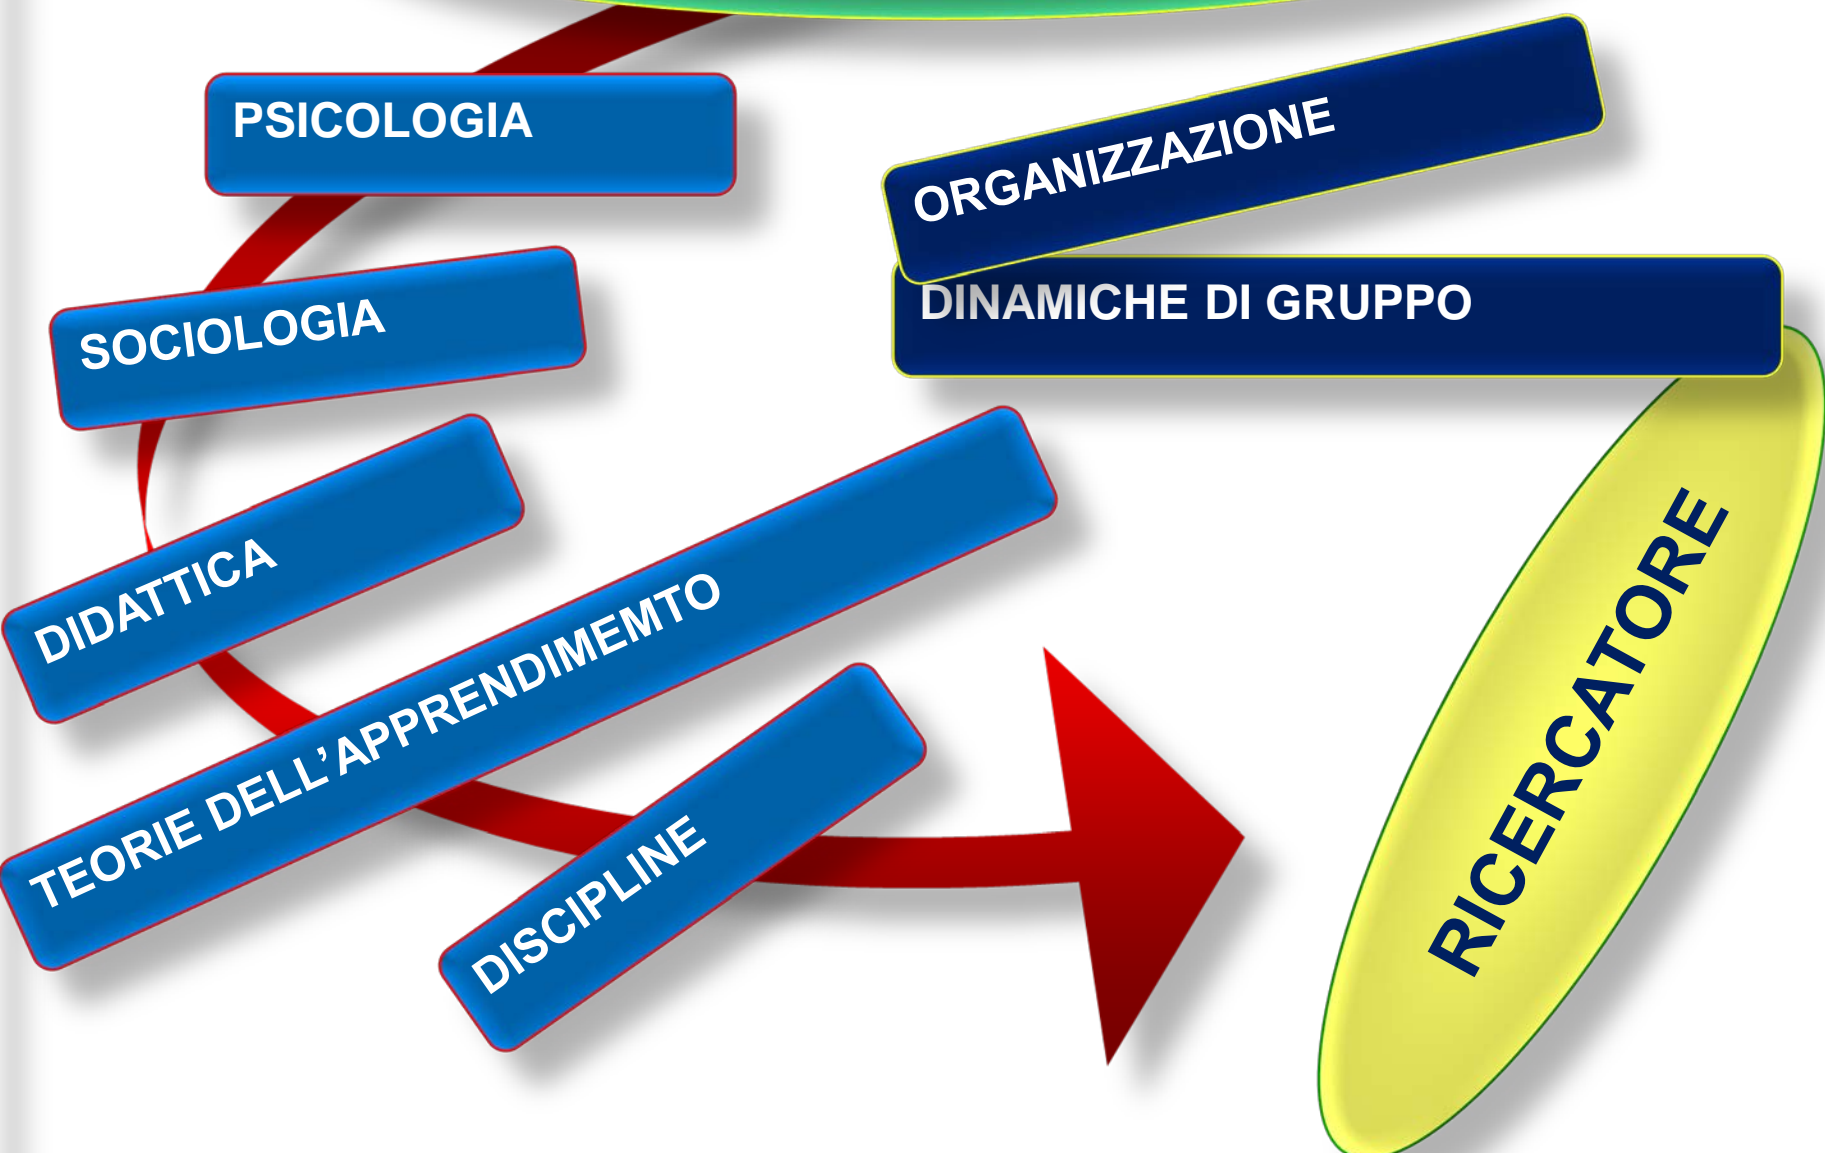 PSICOLOGIA
ORGANIZZAZIONE
DINAMICHE DI GRUPPO
SOCIOLOGIA
DIDATTICA
TEORIE DELL’APPRENDIMEMTO
DISCIPLINE
RICERCATORE